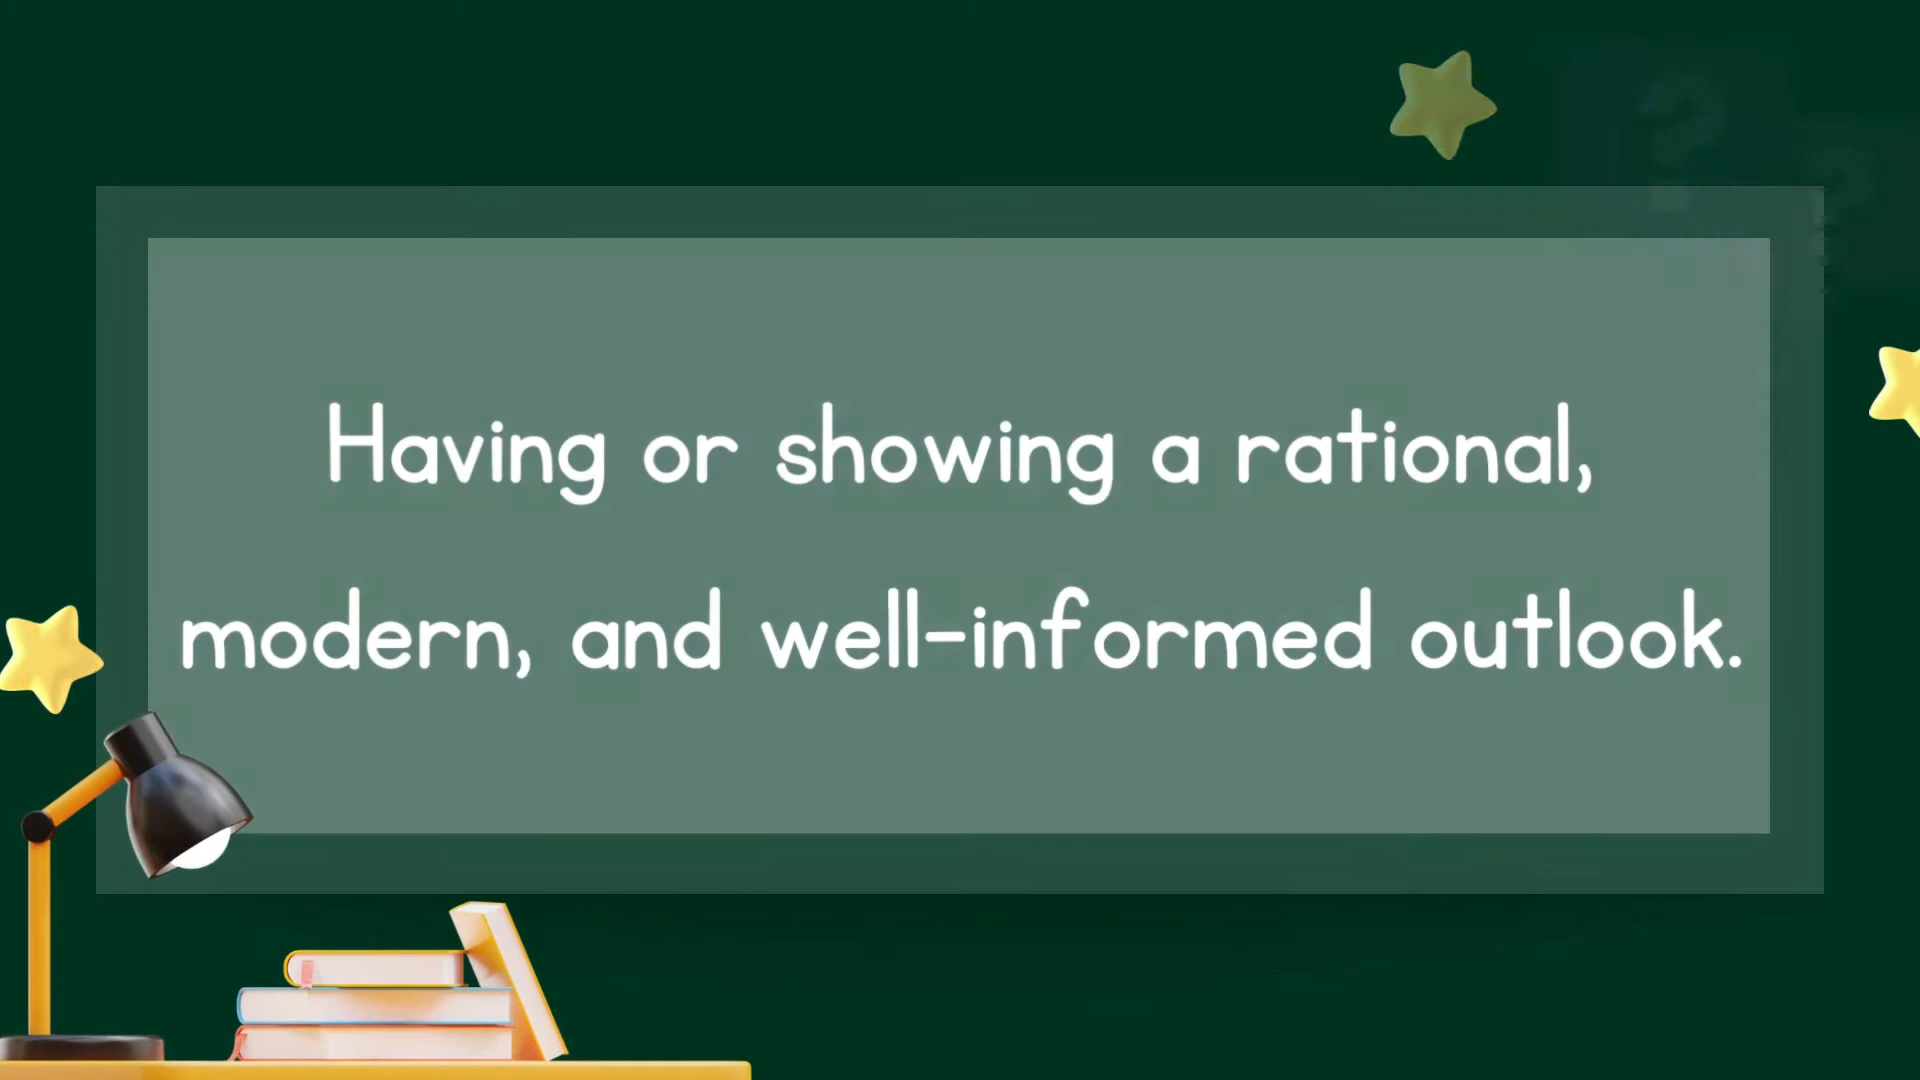 Having or showing a rational,
modern, and well-informed outlook.